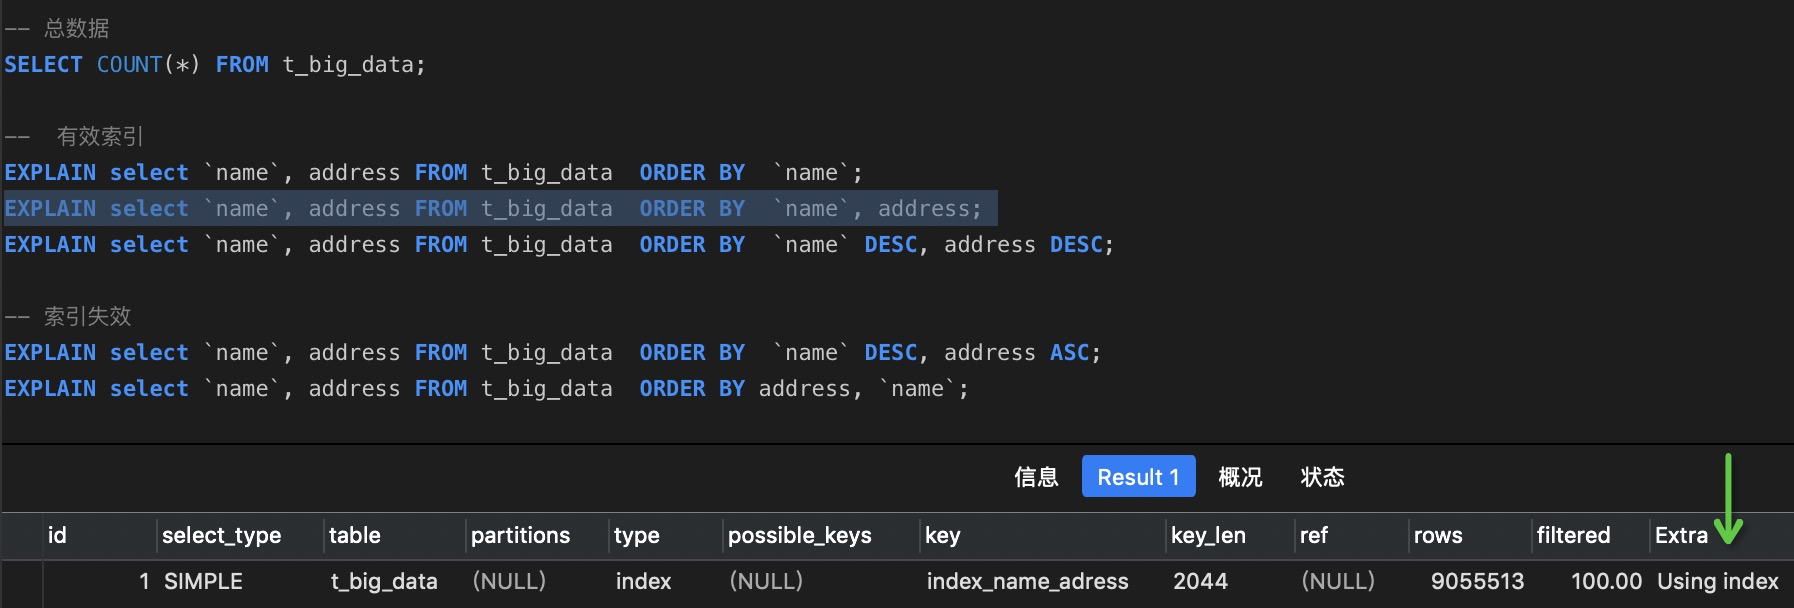 -- 总数据
SELECT COUNT(*) FROM t_big_data;
--  有效索引
EXPLAIN select `name`, address FROM t_big_data  ORDER BY  `name`;
EXPLAIN select `name`, address FROM t_big_data  ORDER BY  `name`, address;
EXPLAIN select `name`, address FROM t_big_data  ORDER BY  `name` DESC, address DESC;
-- 索引失效
EXPLAIN select `name`, address FROM t_big_data  ORDER BY  `name` DESC, address ASC;
EXPLAIN select `name`, address FROM t_big_data  ORDER BY address, `name`;
信息 Result 1 概况 状态
id select_type table partitions type possible_keys key key_len ref rows filtered Extra
1 SIMPLE t_big_data (NULL) index (NULL) index_name_adress 2044 (NULL) 9055513 100.00 Using index